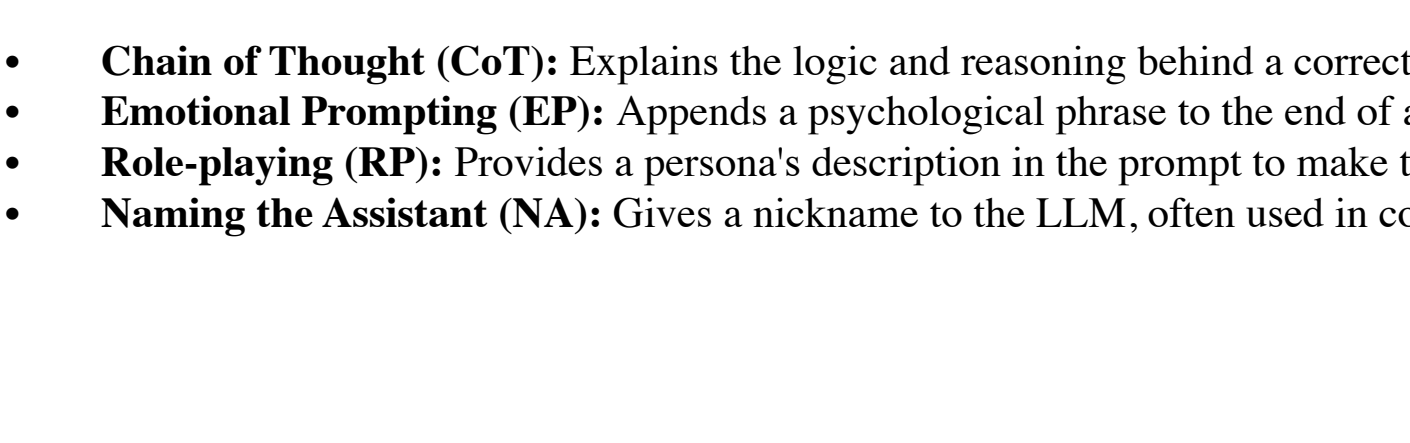 • Chain of Thought (CoT): Explains the logic and reasoning behind a correct
• Emotional Prompting (EP): Appends a psychological phrase to the end of
• Role-playing (RP): Provides a persona's description in the prompt to make
• Naming the Assistant (NA): Gives a nickname to the LLM, often used in